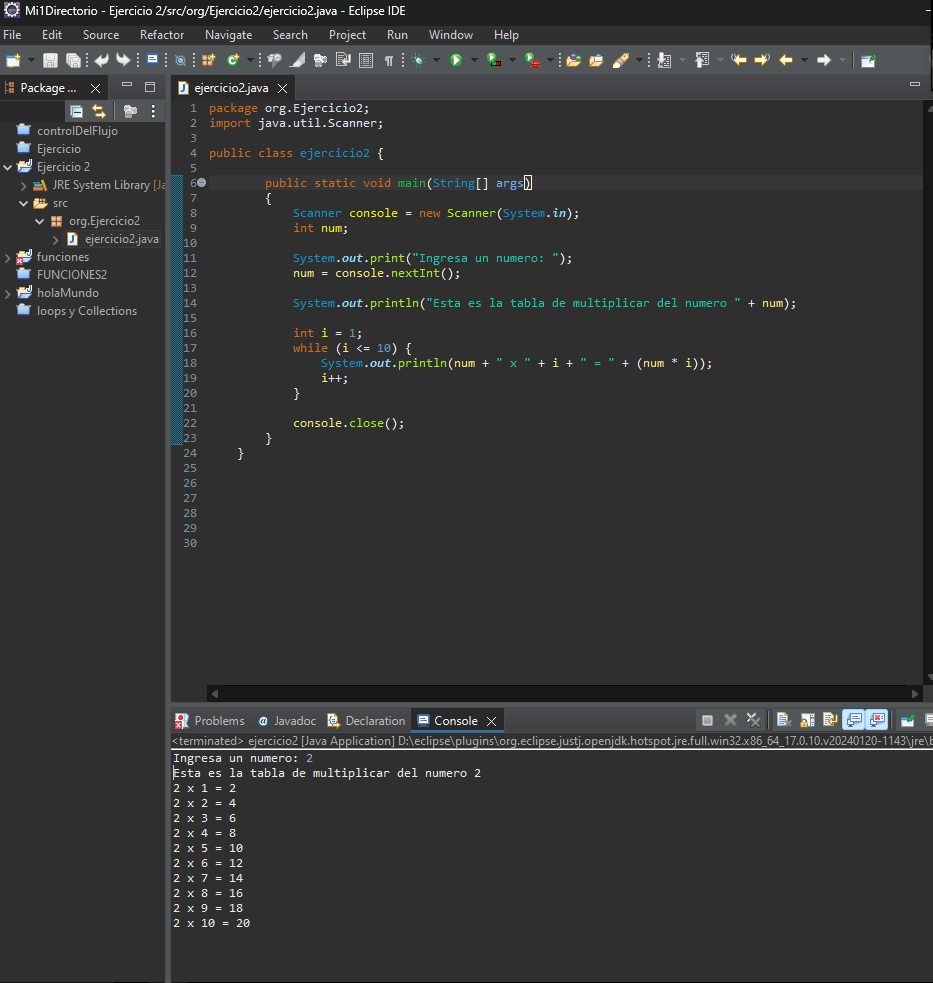 Mi1Directorio - Ejercicio 2/src/org/Ejercicio2/ejercicio2.java - Eclipse IDE
File Edit Source Refactor Navigate Search Project Run Window Help
Package ...
controlDelFlujo
Ejercicio
Ejercicio 2
JRE System Library [Ja
src
org.Ejercicio2
ejercicio2.java
funciones
FUNCIONES2
holaMundo
loops y Collections
ejercicio2.java
1 package org.Ejercicio2;
2 import java.util.Scanner;
3
4 public class ejercicio2 {
5
6 public static void main(String[] args)
7 {
8 Scanner console = new Scanner(System.in);
9 int num;
10
11 System.out.print("Ingresa un numero: ");
12 num = console.nextInt();
13
14 System.out.println("Esta es la tabla de multiplicar del numero " + num);
15
16 int i = 1;
17 while (i <= 10) {
18 System.out.println(num + " x " + i + " = " + (num * i));
19 i++;
20 }
21
22 console.close();
23 }
24 }
25
26
27
28
29
30
Problems Javadoc Declaration Console
<terminated> ejercicio2 [Java Application] D:\eclipse\plugins\org.eclipse.justj.openjdk.hotspot.jre.full.win32.x86_64_17.0.10.v20240120-1143\jre\b
Ingresa un numero: 2
Esta es la tabla de multiplicar del numero 2
2 x 1 = 2
2 x 2 = 4
2 x 3 = 6
2 x 4 = 8
2 x 5 = 10
2 x 6 = 12
2 x 7 = 14
2 x 8 = 16
2 x 9 = 18
2 x 10 = 20